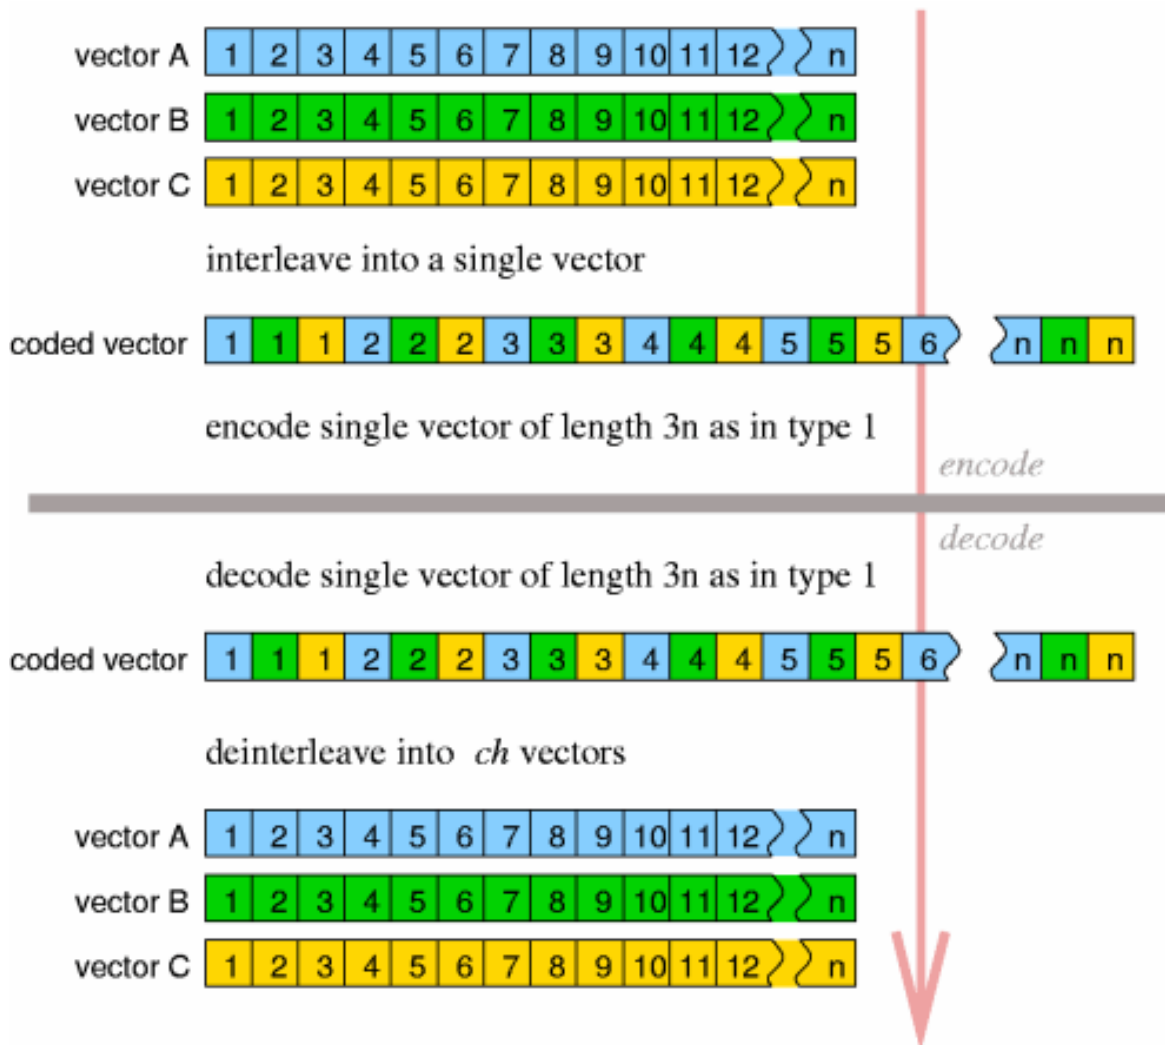 vector A 1 2 3 4 5 6 7 8 9 10 11 12 n
vector B 1 2 3 4 5 6 7 8 9 10 11 12 n
vector C 1 2 3 4 5 6 7 8 9 10 11 12 n
interleave into a single vector
coded vector 1 1 1 2 2 2 3 3 3 4 4 4 5 5 5 6 n n n
encode single vector of length 3n as in type 1
encode
decode
decode single vector of length 3n as in type 1
coded vector 1 1 1 2 2 2 3 3 3 4 4 4 5 5 5 6 n n n
deinterleave into ch vectors
vector A 1 2 3 4 5 6 7 8 9 10 11 12 n
vector B 1 2 3 4 5 6 7 8 9 10 11 12 n
vector C 1 2 3 4 5 6 7 8 9 10 11 12 n